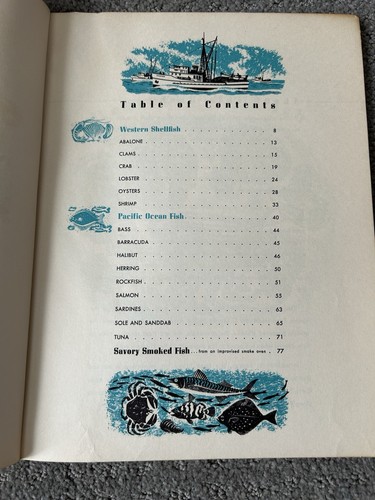 Table of Contents
Western Shellfish . . . . . . . . . . . . . 8
ABALONE . . . . . . . . . . . . . . . . . 13
CLAMS . . . . . . . . . . . . . . . . . . 15
CRAB . . . . . . . . . . . . . . . . . . 19
LOBSTER . . . . . . . . . . . . . . . . . 24
OYSTERS . . . . . . . . . . . . . . . . . 28
SHRIMP . . . . . . . . . . . . . . . . . 33
Pacific Ocean Fish . . . . . . . . . . . . . 40
BASS . . . . . . . . . . . . . . . . . . 44
BARRACUDA . . . . . . . . . . . . . . . . 45
HALIBUT . . . . . . . . . . . . . . . . . 46
HERRING . . . . . . . . . . . . . . . . . 50
ROCKFISH . . . . . . . . . . . . . . . . 51
SALMON . . . . . . . . . . . . . . . . . 55
SARDINES . . . . . . . . . . . . . . . . 63
SOLE AND SANDDAB . . . . . . . . . . . . . 65
TUNA . . . . . . . . . . . . . . . . . . 71
Savory Smoked Fish . . . from an improvised smoke oven . 77